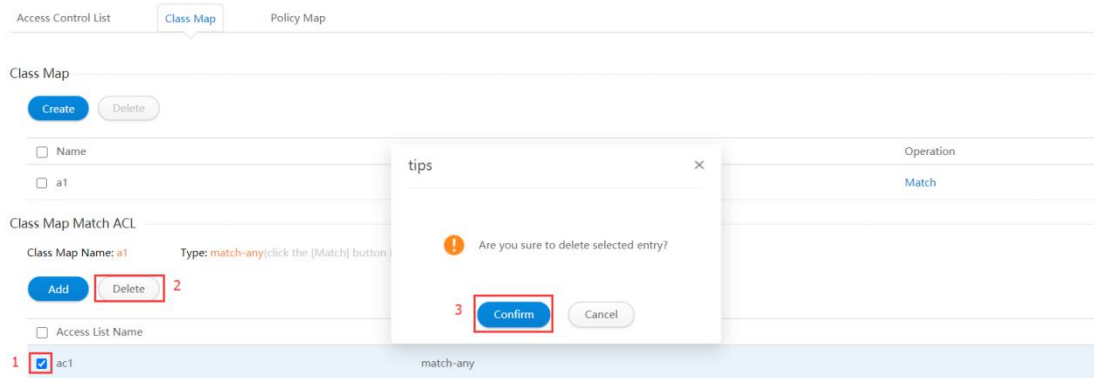 Access Control List Class Map Policy Map
Class Map
Create Delete
Name Operation
a1 Match
tips ×
Are you sure to delete selected entry?
3 Confirm Cancel
Class Map Match ACL
Class Map Name: a1 Type: match-any(click the [Match] button
Add Delete 2
Access List Name
1 ac1 match-any